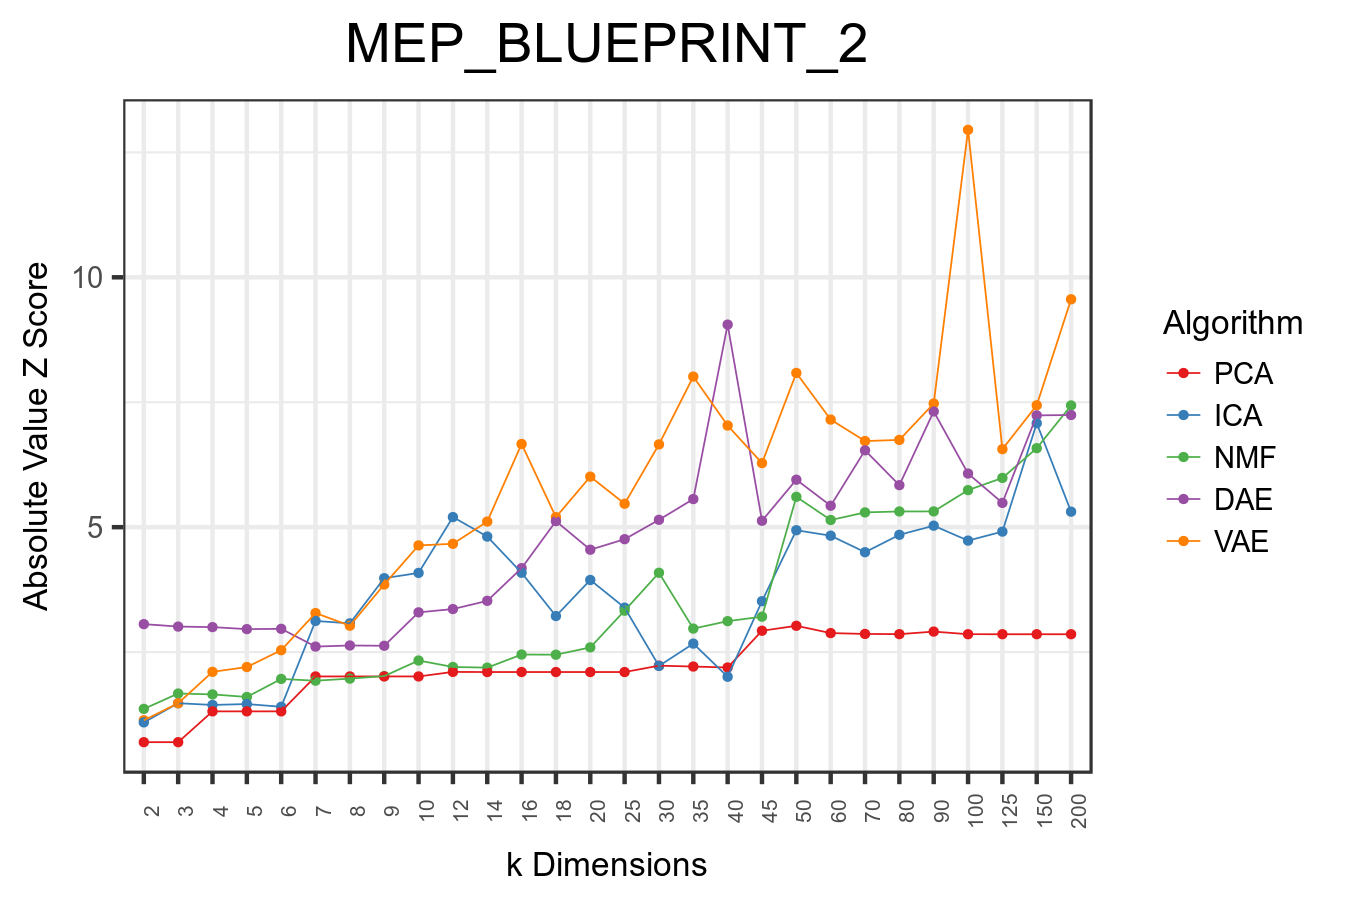 MEP_BLUEPRINT_2
Absolute Value Z Score
10
5
2 3 4 5 6 7 8 9 10 12 14 16 18 20 25 30 35 40 45 50 60 70 80 90 100 125 150 200
k Dimensions
Algorithm
PCA
ICA
NMF
DAE
VAE